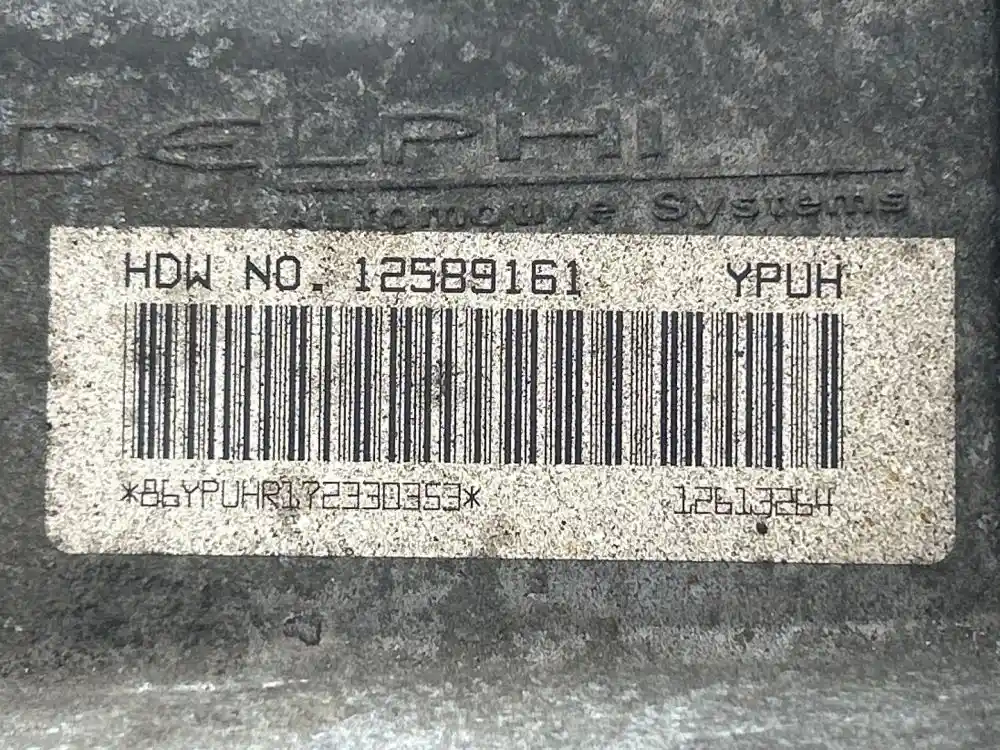 DELPHI
Automotive Systems
HDW NO. 12589161 YPUH
*86YPUHR172330353* 12613264